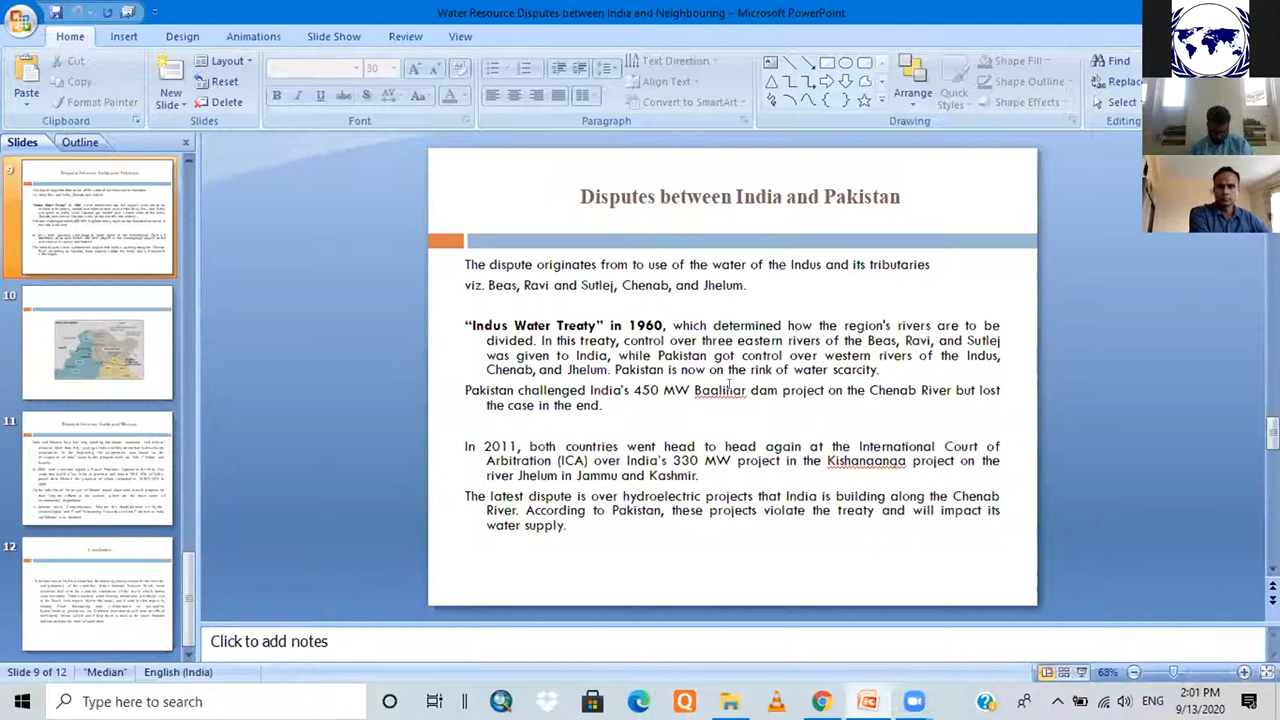 Water Resource Disputes between India and Neighbouring - Microsoft PowerPoint
Home Insert Design Animations Slide Show Review View
Paste
Cut
Copy
Format Painter
Clipboard
New Slide
Layout
Reset
Delete
Slides
30
Font
Text Direction
Align Text
Convert to SmartArt
Paragraph
Arrange
Quick Styles
Shape Fill
Shape Outline
Shape Effects
Drawing
Find
Replac
Select
Editing
Slides Outline
9
10
11
12
Disputes between India and Pakistan
The dispute originates from to use of the water of the Indus and its tributaries
viz. Beas, Ravi and Sutlej, Chenab, and Jhelum.
“Indus Water Treaty” in 1960, which determined how the region's rivers are to be
divided. In this treaty, control over three eastern rivers of the Beas, Ravi, and Sutlej
was given to India, while Pakistan got control over western rivers of the Indus,
Chenab, and Jhelum. Pakistan is now on the rink of water scarcity.
Pakistan challenged India’s 450 MW Baglihar dam project on the Chenab River but lost
the case in the end.
In 2011, both countries went head to head again at the International Court of
Arbitration (ICA) over India’s 330 MW project in the Kishanganga project on the
river Jhelum in Jammu and Kashmir.
The latest dispute is over hydroelectric projects that India is building along the Chenab
River. According to Pakistan, these projects violate the treaty and will impact its
water supply.
Click to add notes
Slide 9 of 12 "Median" English (India) 68%
Type here to search
ENG
2:01 PM
9/13/2020